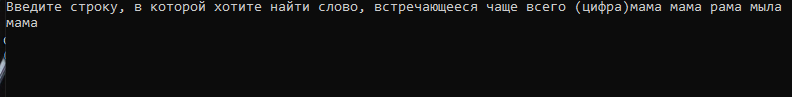 Введите строку, в которой хотите найти слово, встречающееся чаще всего (цифра)мама мама рама мыла
мама